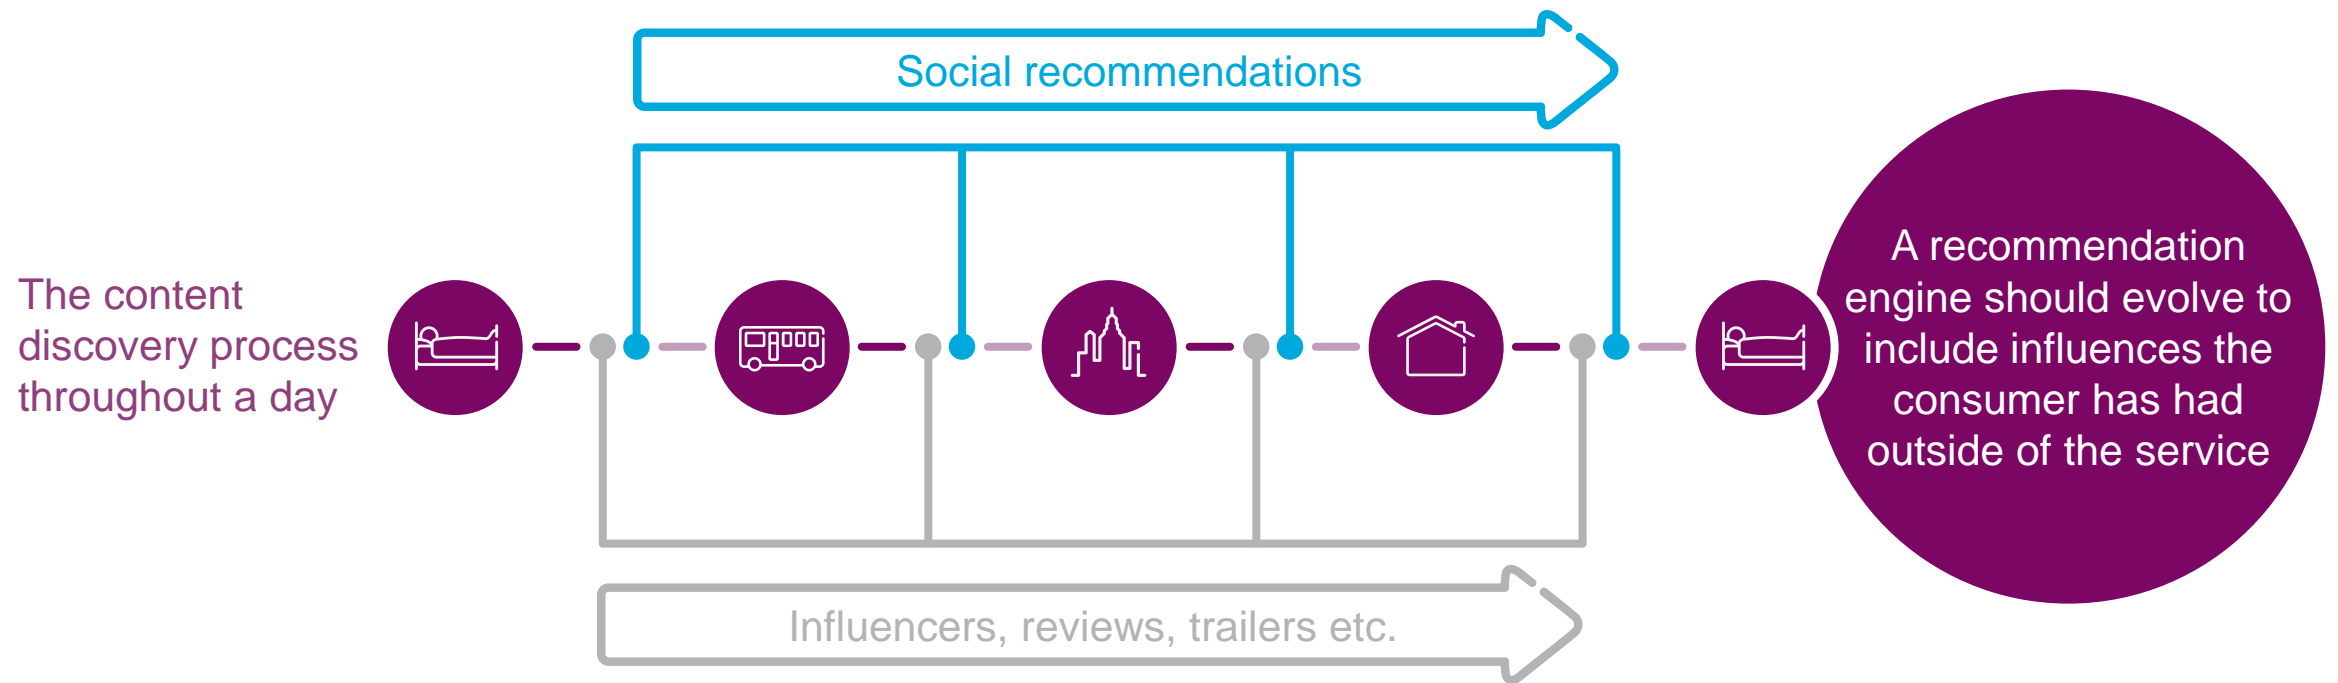 Social recommendations
The content
discovery process
throughout a day
A recommendation
engine should evolve to
include influences the
consumer has had
outside of the service
Influencers, reviews, trailers etc.